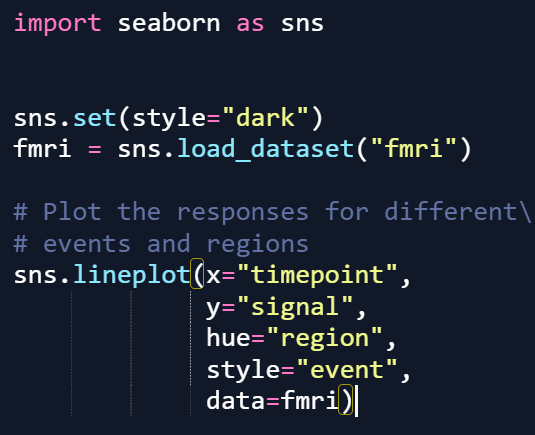 import seaborn as sns
sns.set(style="dark")
fmri = sns.load_dataset("fmri")
# Plot the responses for different\
# events and regions
sns.lineplot(x="timepoint",
y="signal",
hue="region",
style="event",
data=fmri)